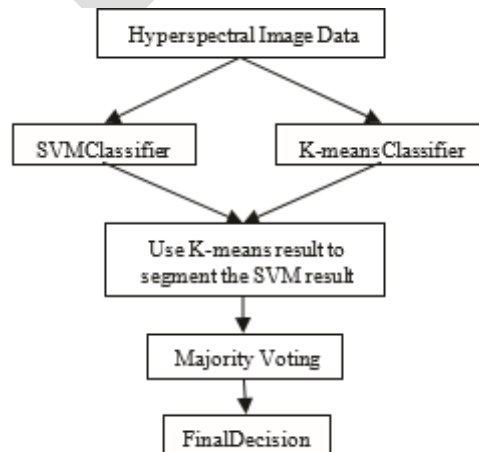 Hyperspectral Image Data
SVMClassifier
K-meansClassifier
Use K-means result to
segment the SVM result
Majority Voting
FinalDecision